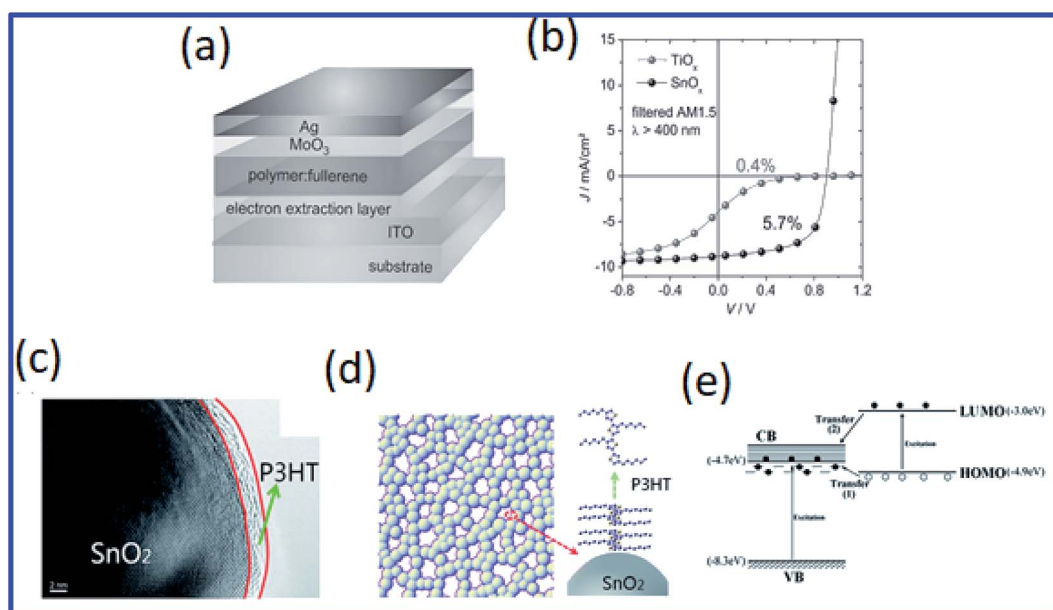 (a)
Ag
MoO3
polymer:fullerene
electron extraction layer
ITO
substrate
(b)
15
10
5
0
-5
-10
J / mA/cm²
TiOx
SnOx
filtered AM1.5
λ > 400 nm
0.4%
5.7%
-0.8 -0.4 0.0 0.4 0.8 1.2
V / V
(c)
P3HT
SnO2
2 nm
(d)
P3HT
SnO2
(e)
LUMO(-3.0eV)
Transfer
(2)
CB
Excitation
(-4.7eV)
HOMO(-4.9eV)
Transfer
(1)
Excitation
(-8.3eV)
VB